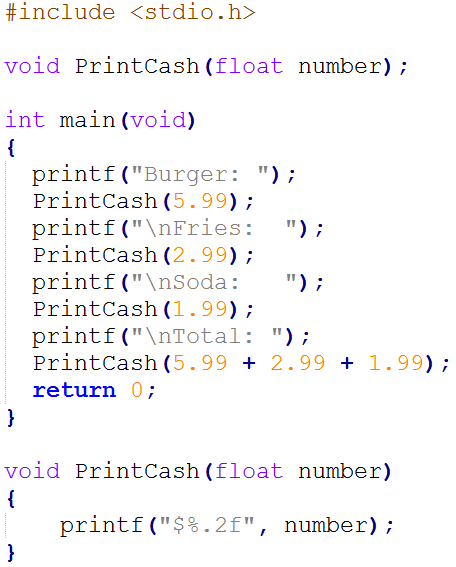 #include <stdio.h>

void PrintCash(float number);

int main(void)
{
  printf("Burger: ");
  PrintCash(5.99);
  printf("\nFries:  ");
  PrintCash(2.99);
  printf("\nSoda:   ");
  PrintCash(1.99);
  printf("\nTotal: ");
  PrintCash(5.99 + 2.99 + 1.99);
  return 0;
}

void PrintCash(float number)
{
    printf("$%.2f", number);
}